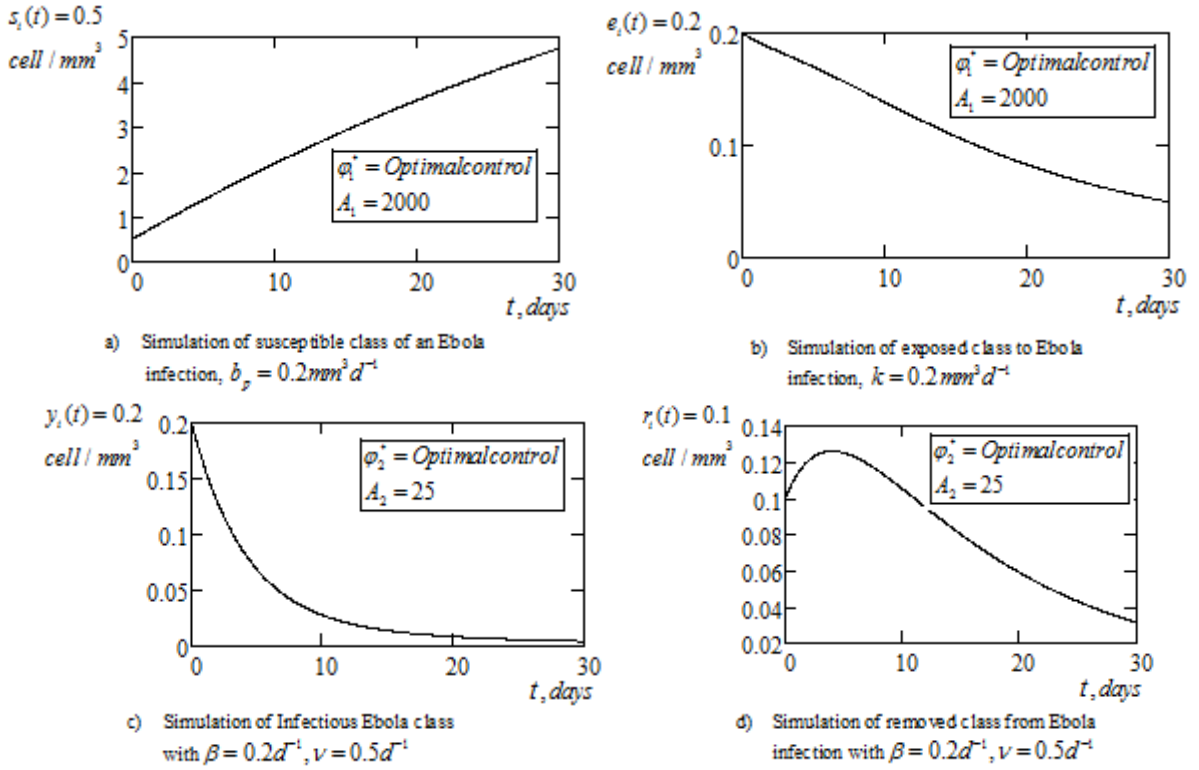 s_i(t) = 0.5
cell / mm³
5
4
3
2
1
0
φ₁* = Optimalcontrol
A₁ = 2000
0 10 20 30
t, days
a) Simulation of susceptible class of an Ebola
infection, b_p = 0.2mm³d⁻¹
e_i(t) = 0.2
cell / mm³
0.2
0.1
0
φ₁* = Optimalcontrol
A₁ = 2000
0 10 20 30
t, days
b) Simulation of exposed class to Ebola
infection, k = 0.2mm³d⁻¹
y_i(t) = 0.2
cell / mm³
0.2
0.15
0.1
0.05
0
φ₂* = Optimalcontrol
A₂ = 25
0 10 20 30
t, days
c) Simulation of Infectious Ebola class
with β = 0.2d⁻¹, ν = 0.5d⁻¹
r_i(t) = 0.1
cell / mm³
0.14
0.12
0.1
0.08
0.06
0.04
0.02
φ₂* = Optimalcontrol
A₂ = 25
0 10 20 30
t, days
d) Simulation of removed class from Ebola
infection with β = 0.2d⁻¹, ν = 0.5d⁻¹